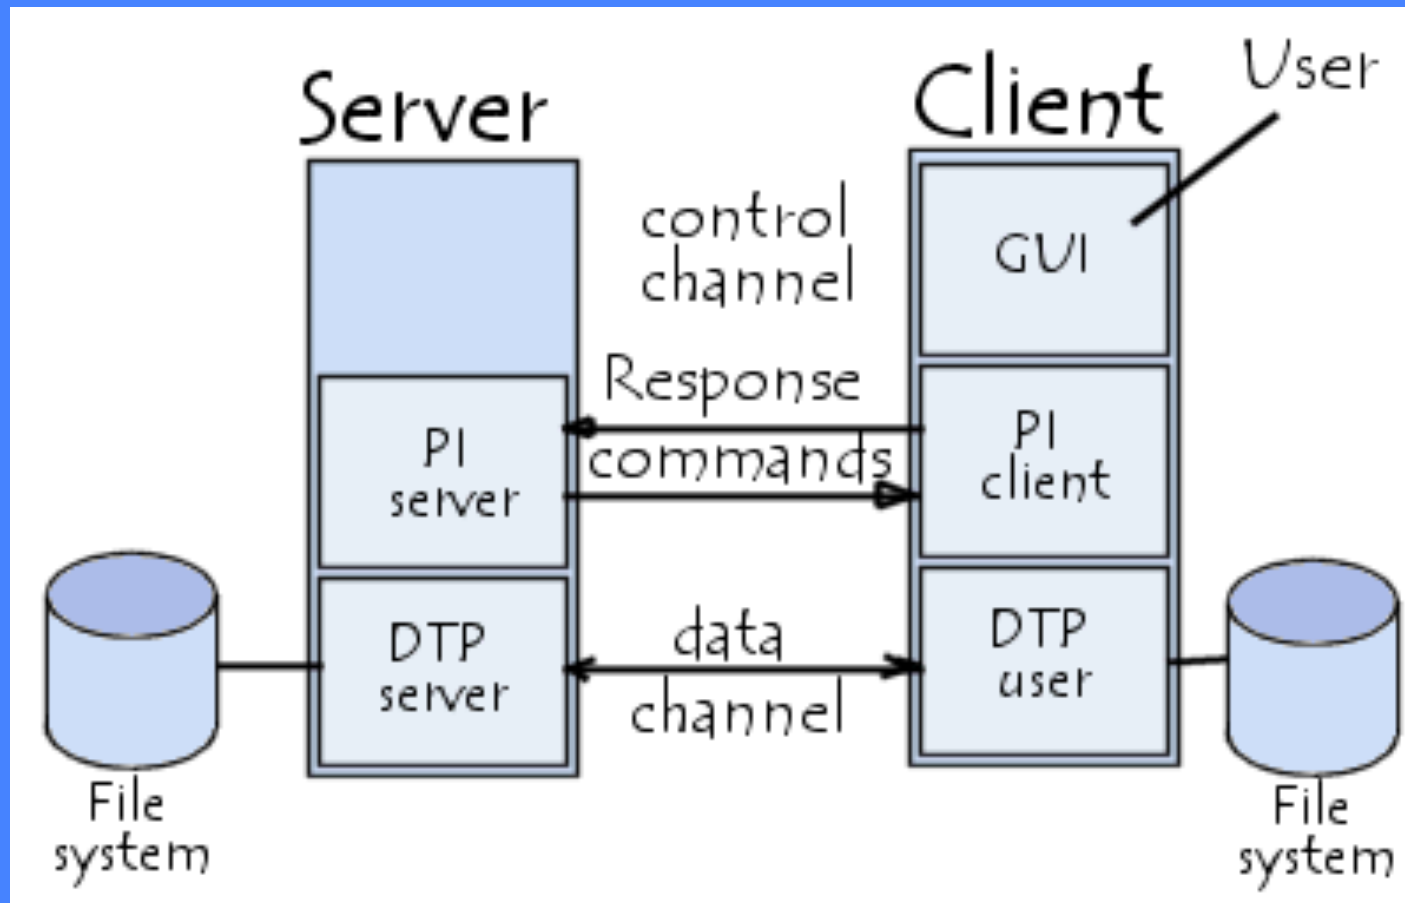 Server
Client
User
control
channel
GUI
Response
commands
PI
server
PI
client
DTP
server
data
channel
DTP
user
File
system
File
system